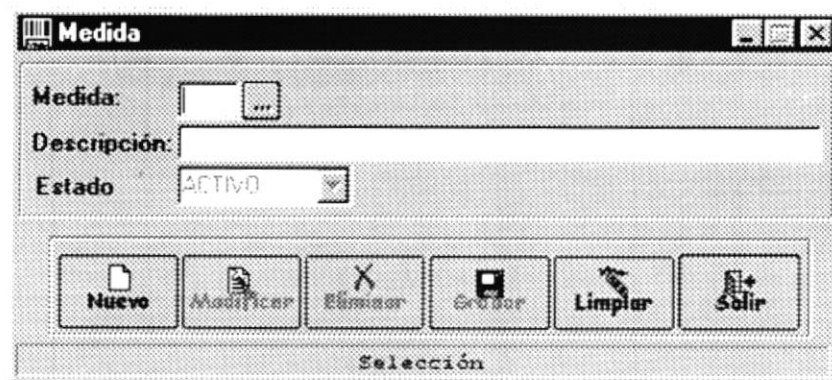 Medida
Medida: ...
Descripción:
Estado ACTIVO
Nuevo Modificar Eliminar Grabar Limpiar Salir
Selección